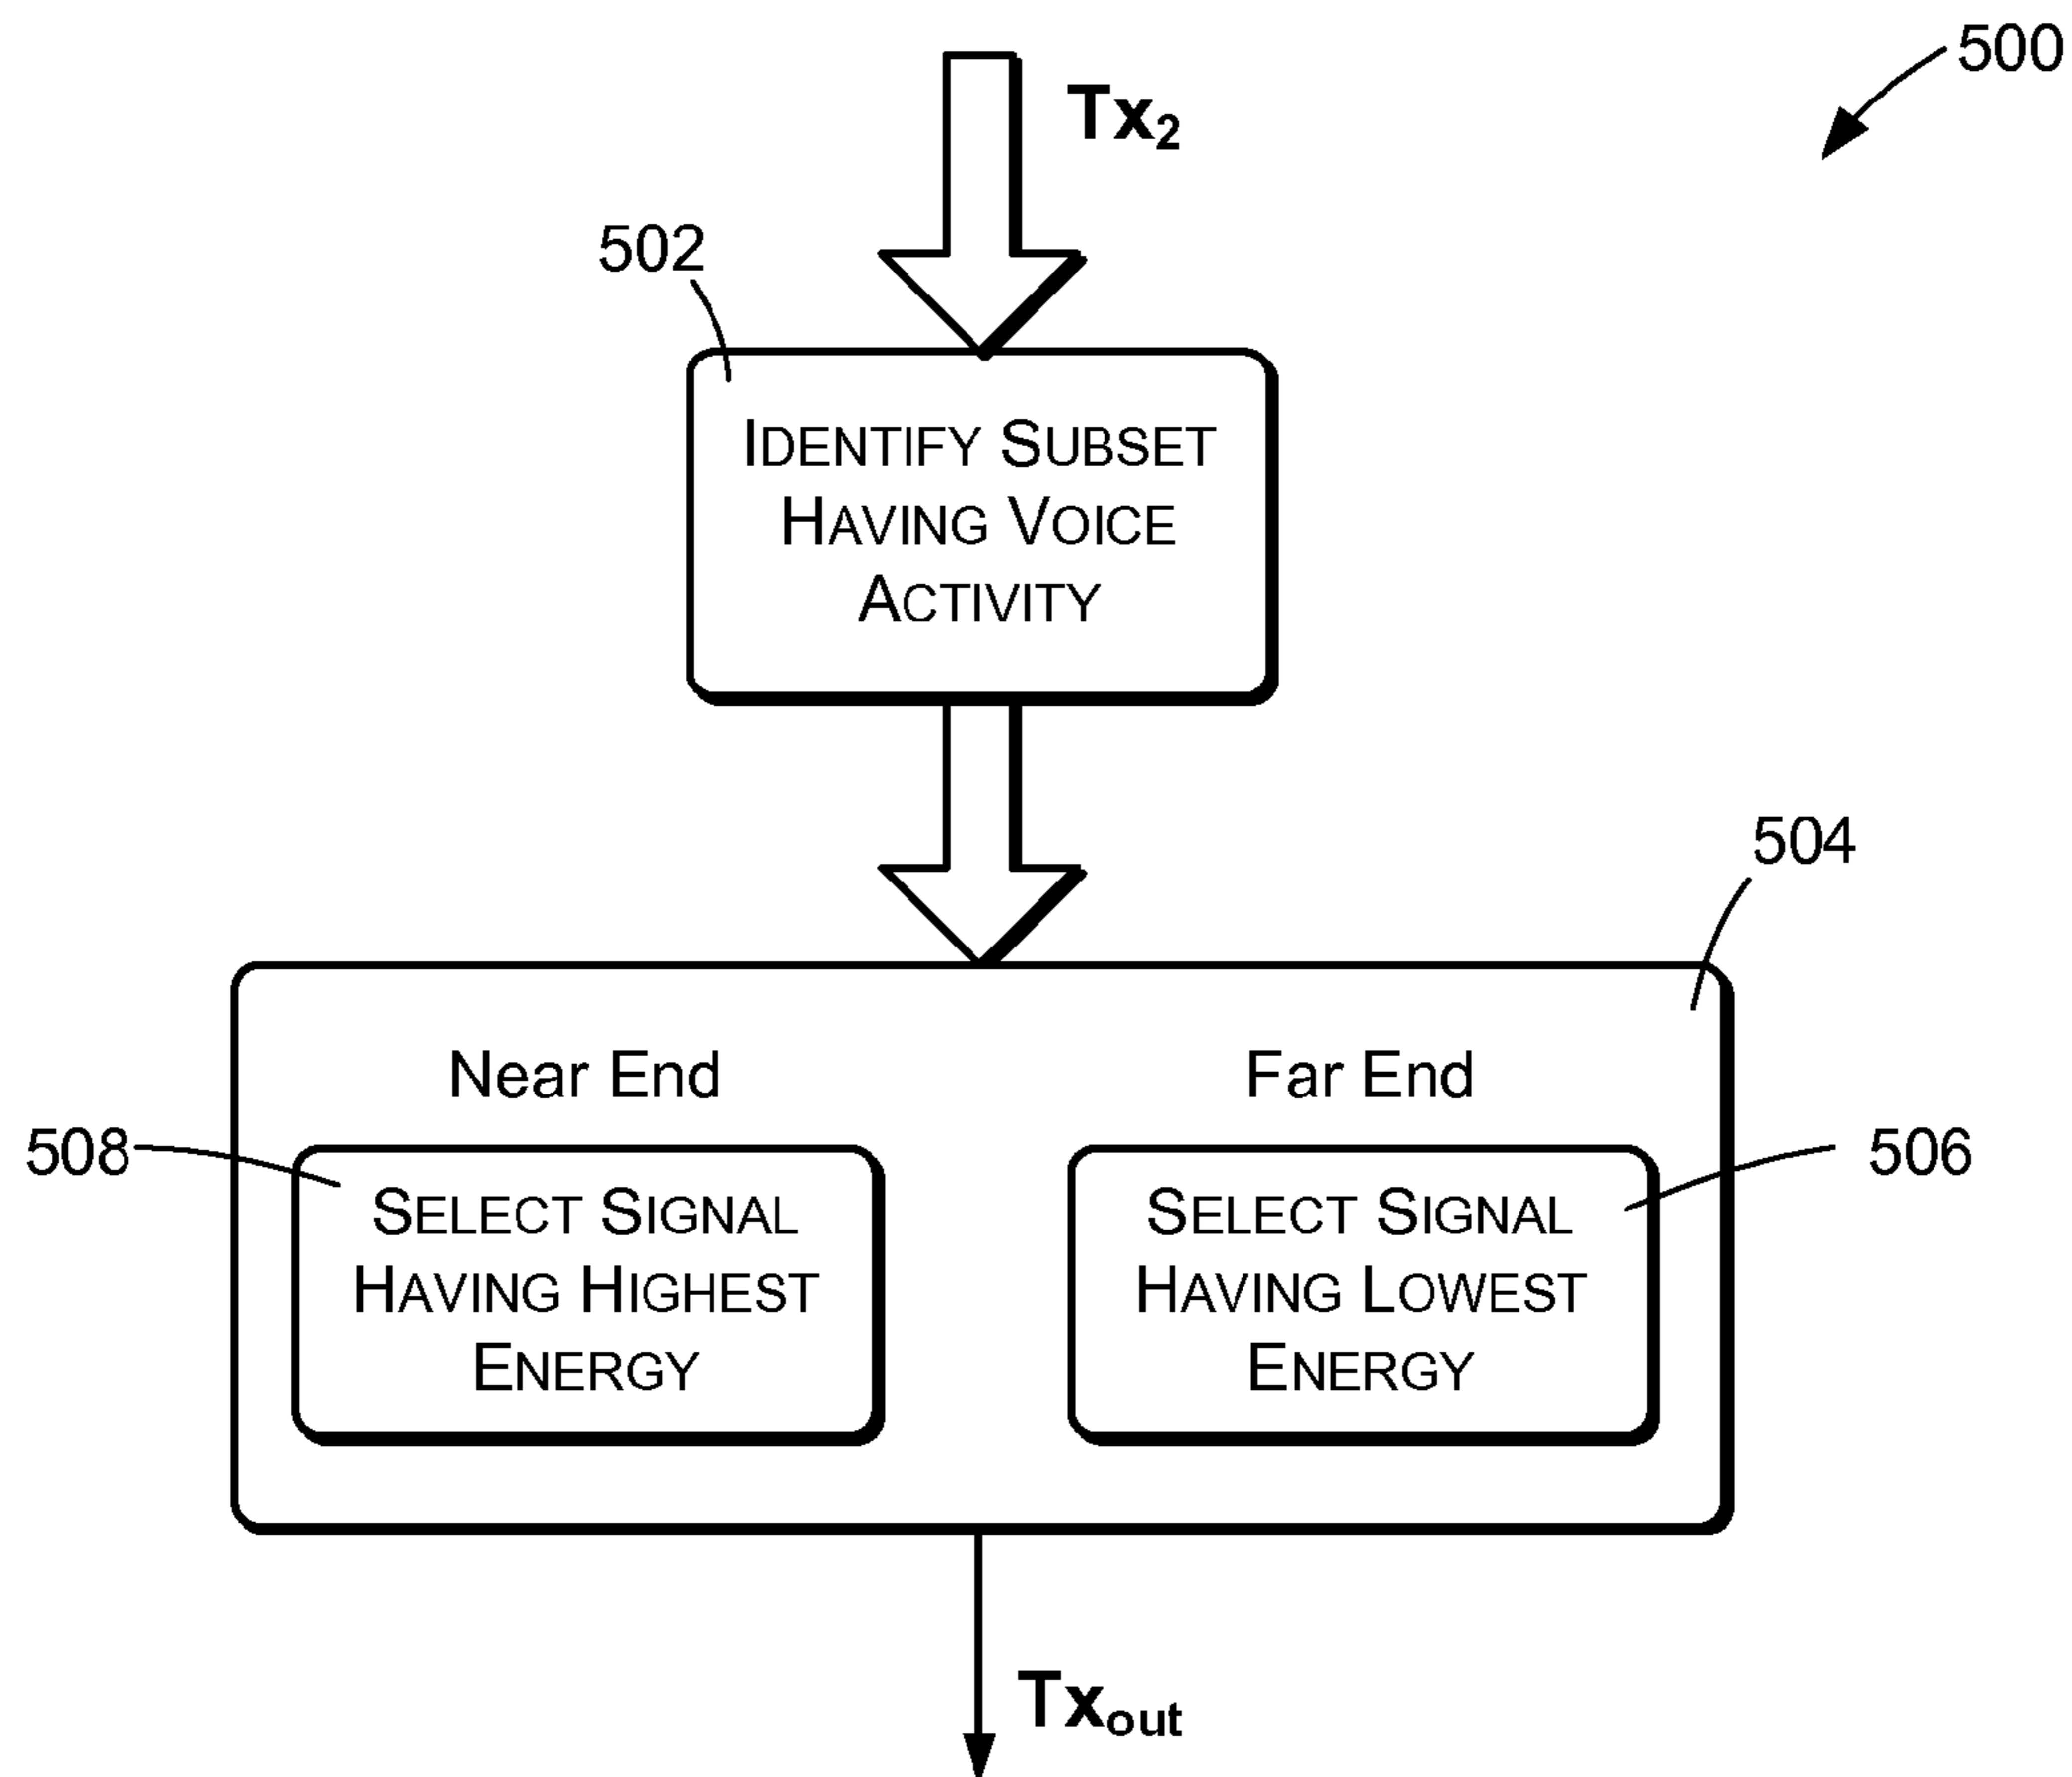 500
Tx₂
502
IDENTIFY SUBSET
HAVING VOICE
ACTIVITY
504
Near End
Far End
508
SELECT SIGNAL
HAVING HIGHEST
ENERGY
506
SELECT SIGNAL
HAVING LOWEST
ENERGY
Txout